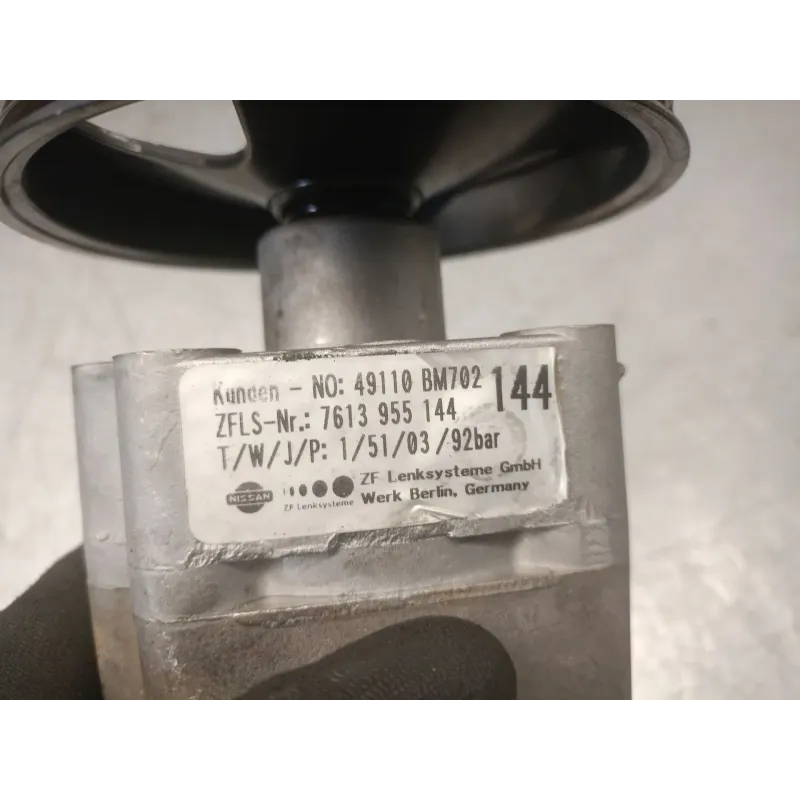 Kunden - NO: 49110 BM702
144
ZFLS-Nr.: 7613 955 144
T/W/J/P: 1/51/03/92bar
NISSAN
ZF Lenksysteme
ZF Lenksysteme GmbH
Werk Berlin, Germany